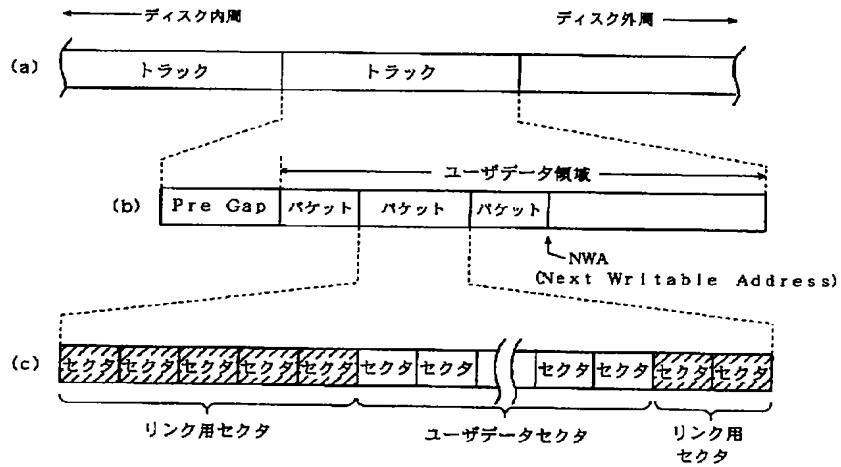 ディスク内周 ディスク外周
(a) トラック トラック
ユーザデータ領域
(b) Pre Gap パケット パケット パケット
NWA
(Next Writable Address)
(c) セクタ セクタ セクタ セクタ セクタ セクタ セクタ セクタ セクタ セクタ セクタ
リンク用セクタ ユーザデータセクタ リンク用
セクタ